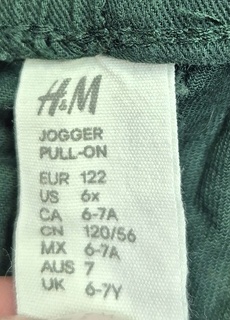 H&M
JOGGER
PULL-ON
EUR 122
US 6x
CA 6-7A
CN 120/56
MX 6-7A
AUS 7
UK 6-7Y